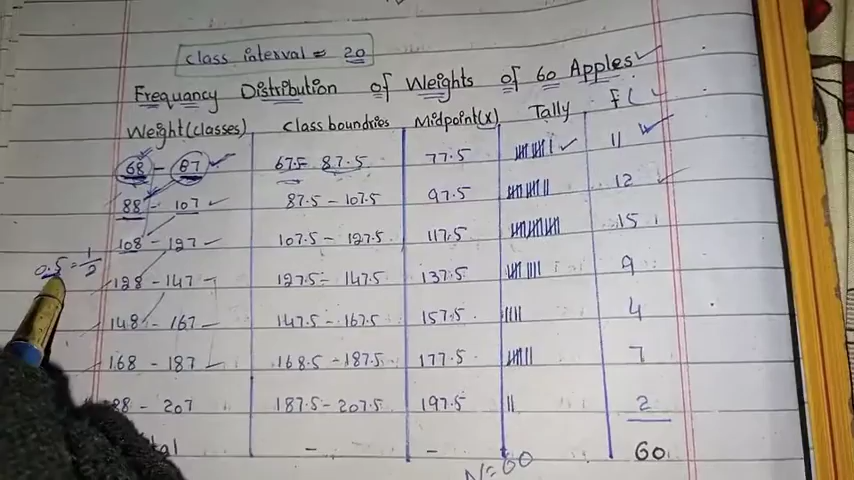 class interval = 20
Frequancy Distribution of Weights of 60 Apples
Weight(classes) class boundries Midpoint(x) Tally f
68 - 87 67.5 - 87.5 77.5 11
88 - 107 87.5 - 107.5 97.5 12
108 - 127 107.5 - 127.5 117.5 15
0.5 = 1/2
128 - 147 127.5 - 147.5 137.5 9
148 - 167 147.5 - 167.5 157.5 4
168 - 187 168.5 - 187.5 177.5 7
88 - 207 187.5 - 207.5 197.5 2
tal - - 60
N = 60